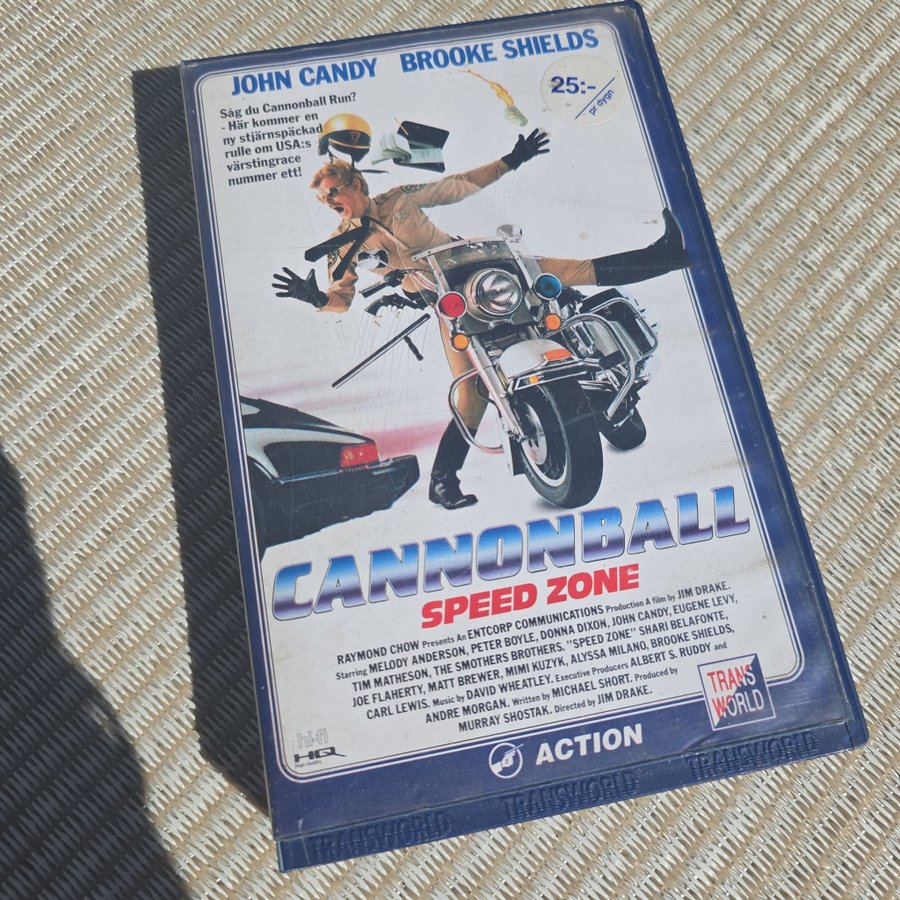 JOHN CANDY BROOKE SHIELDS
25:-
pr dygn
Såg du Cannonball Run?
- Här kommer en
ny stjärnspäckad
rulle om USA:s
värstingrace
nummer ett!
CANNONBALL
SPEED ZONE
RAYMOND CHOW Presents An ENTCORP COMMUNICATIONS Production A film by JIM DRAKE.
Starring MELODY ANDERSON, PETER BOYLE, DONNA DIXON, JOHN CANDY, EUGENE LEVY,
TIM MATHESON, THE SMOTHERS BROTHERS. "SPEED ZONE" SHARI BELAFONTE,
JOE FLAHERTY, MATT BREWER, MIMI KUZYK, ALYSSA MILANO, BROOKE SHIELDS,
CARL LEWIS. Music by DAVID WHEATLEY. Executive Producers ALBERT S. RUDDY and
ANDRE MORGAN. Written by MICHAEL SHORT. Produced by
MURRAY SHOSTAK. Directed by JIM DRAKE.
TRANS
WORLD
hi-fi
HQ
High Quality
ACTION
TRANSWORLD TRANSWORLD TRANSWORLD